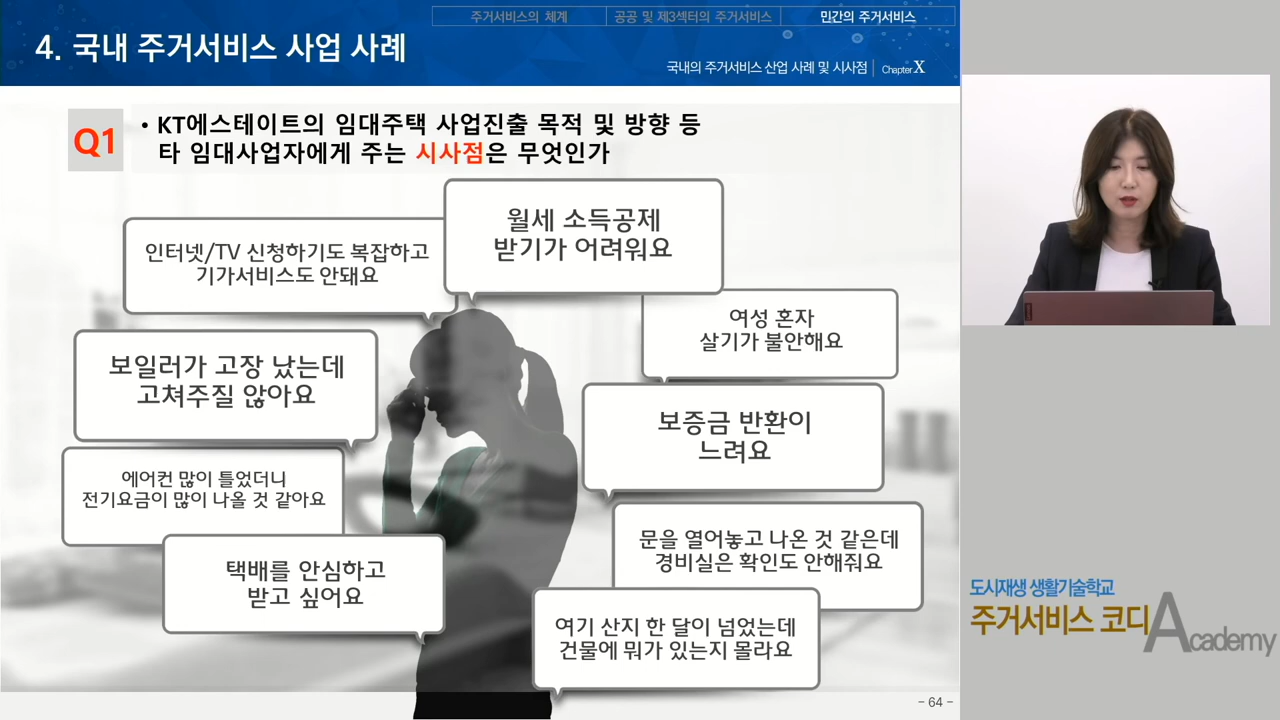 주거서비스의 체계
공공 및 제3섹터의 주거서비스
민간의 주거서비스
4. 국내 주거서비스 사업 사례
국내의 주거서비스 산업 사례 및 시사점 | Chapter X
Q1
• KT에스테이트의 임대주택 사업진출 목적 및 방향 등
타 임대사업자에게 주는 시사점은 무엇인가
월세 소득공제
받기가 어려워요
인터넷/TV 신청하기도 복잡하고
기가서비스도 안돼요
여성 혼자
살기가 불안해요
보일러가 고장 났는데
고쳐주질 않아요
보증금 반환이
느려요
에어컨 많이 틀었더니
전기요금이 많이 나올 것 같아요
문을 열어놓고 나온 것 같은데
경비실은 확인도 안해줘요
택배를 안심하고
받고 싶어요
여기 산지 한 달이 넘었는데
건물에 뭐가 있는지 몰라요
- 64 -
도시재생 생활기술학교
주거서비스 코디
Academy